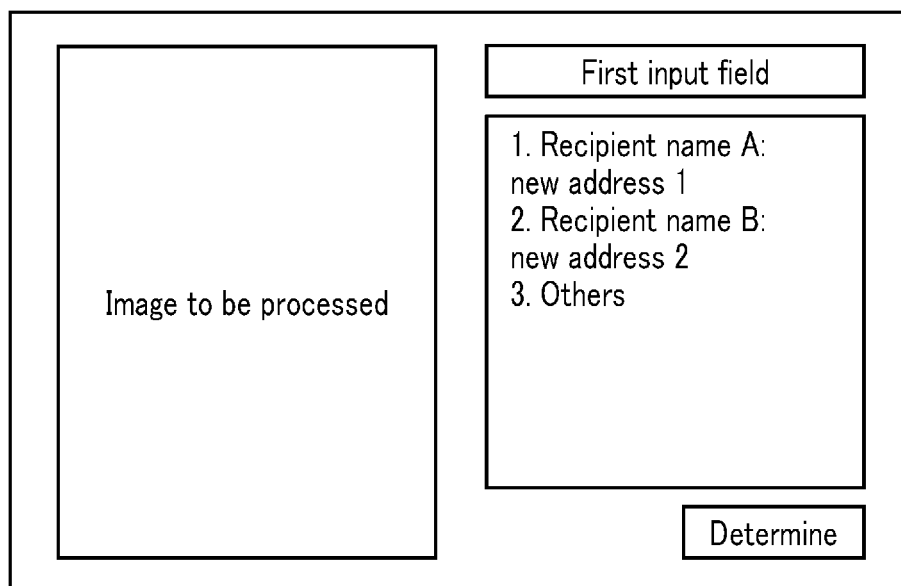 Image to be processed
First input field
1. Recipient name A:
new address 1
2. Recipient name B:
new address 2
3. Others
Determine